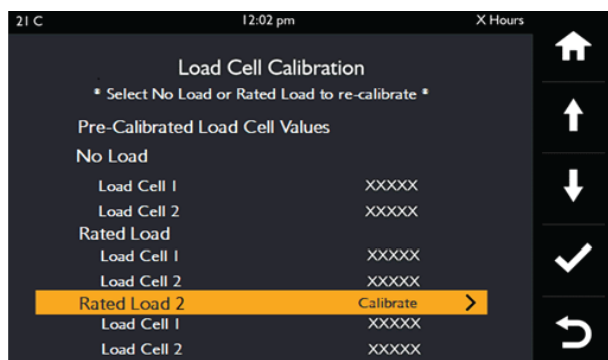 21 C 12:02 pm X Hours
Load Cell Calibration
* Select No Load or Rated Load to re-calibrate *
Pre-Calibrated Load Cell Values
No Load
Load Cell 1 XXXXX
Load Cell 2 XXXXX
Rated Load
Load Cell 1 XXXXX
Load Cell 2 XXXXX
Rated Load 2 Calibrate >
Load Cell 1 XXXXX
Load Cell 2 XXXXX